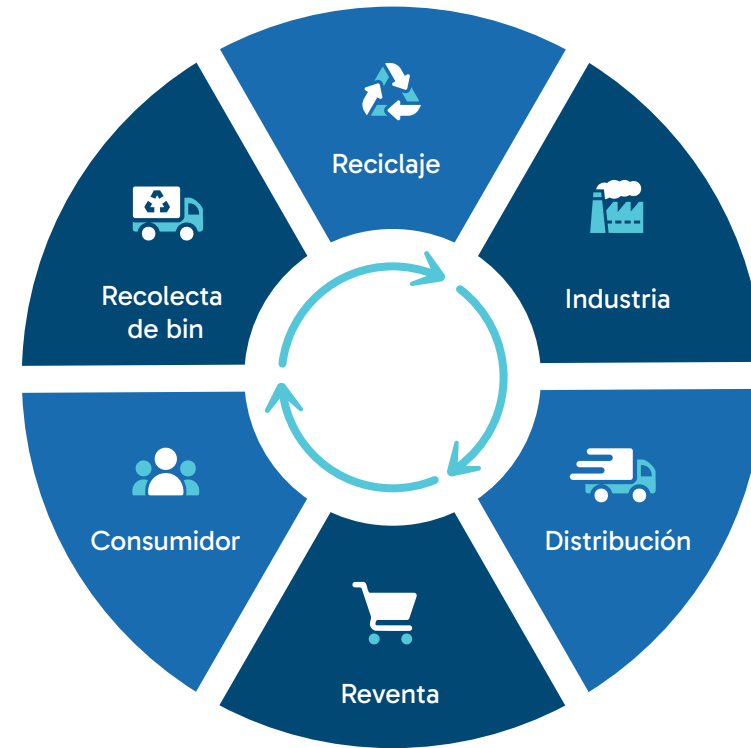 Reciclaje
Industria
Distribución
Reventa
Consumidor
Recolecta
de bin